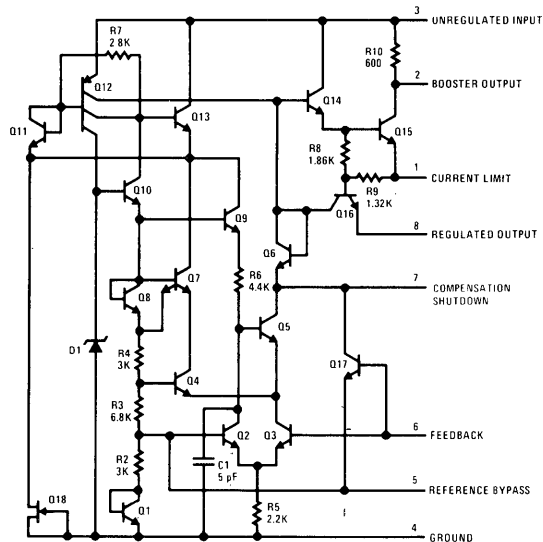 3 UNREGULATED INPUT
R7
2 8K
R10
600
Q12
2 BOOSTER OUTPUT
Q11
Q13
Q14
Q15
R8
1.86K
Q10
1 CURRENT LIMIT
R9
1.32K
Q16
Q9
8 REGULATED OUTPUT
Q6
Q7
R6
4.4K
7 COMPENSATION
SHUTDOWN
Q8
Q5
D1
R4
3K
Q17
Q4
R3
6.8K
Q2
Q3
6 FEEDBACK
R2
3K
C1
5 pF
5 REFERENCE BYPASS
Q18
Q1
R5
2.2K
4 GROUND